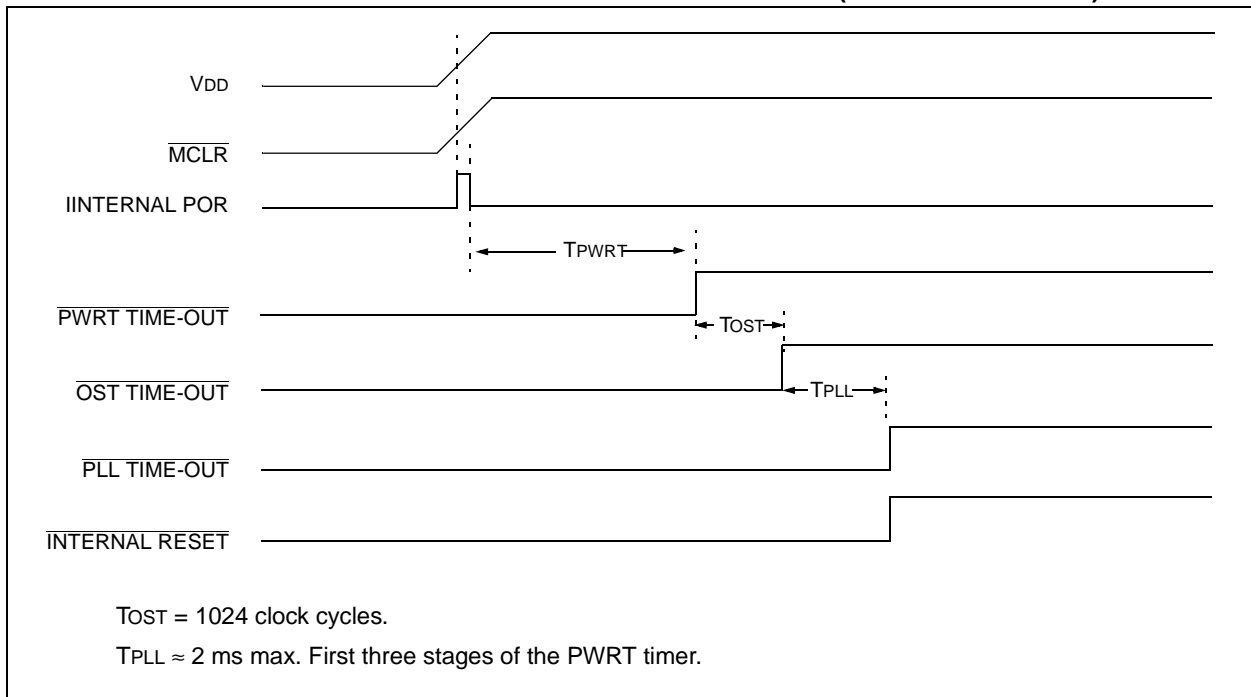 VDD
MCLR
IINTERNAL POR
TPWRT
PWRT TIME-OUT
TOST
OST TIME-OUT
TPLL
PLL TIME-OUT
INTERNAL RESET
TOST = 1024 clock cycles.
TPLL ≈ 2 ms max. First three stages of the PWRT timer.